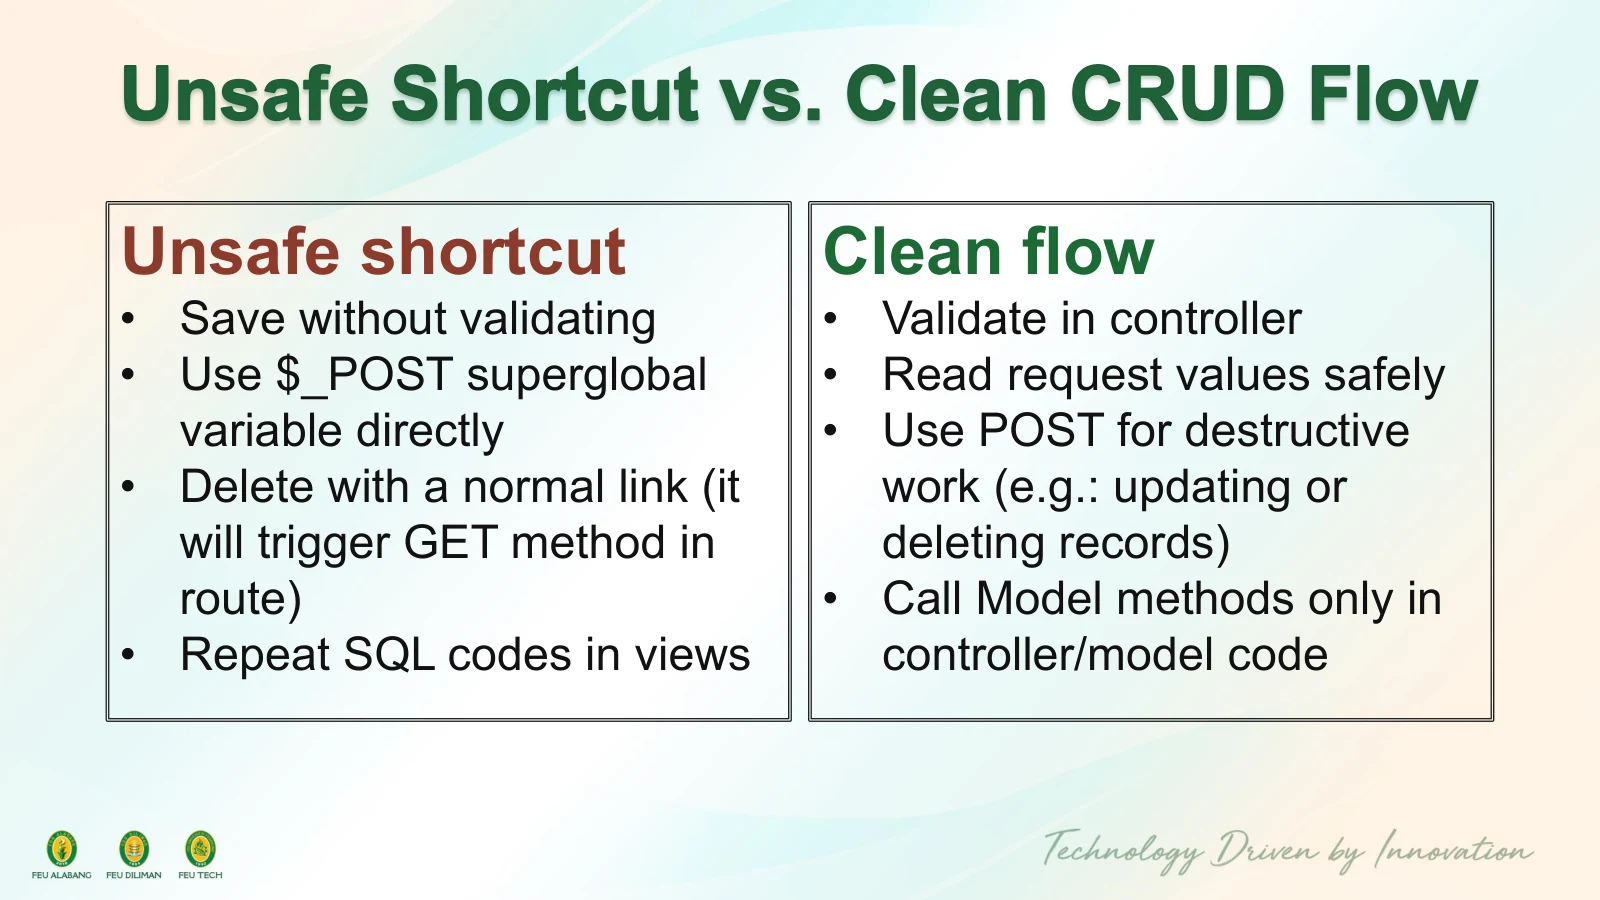 Unsafe Shortcut vs. Clean CRUD Flow
Unsafe shortcut
• Save without validating
• Use $_POST superglobal
variable directly
• Delete with a normal link (it
will trigger GET method in
route)
• Repeat SQL codes in views
Clean flow
• Validate in controller
• Read request values safely
• Use POST for destructive
work (e.g.: updating or
deleting records)
• Call Model methods only in
controller/model code
FEU ALABANG
FEU DILIMAN
FEU TECH
Technology Driven by Innovation